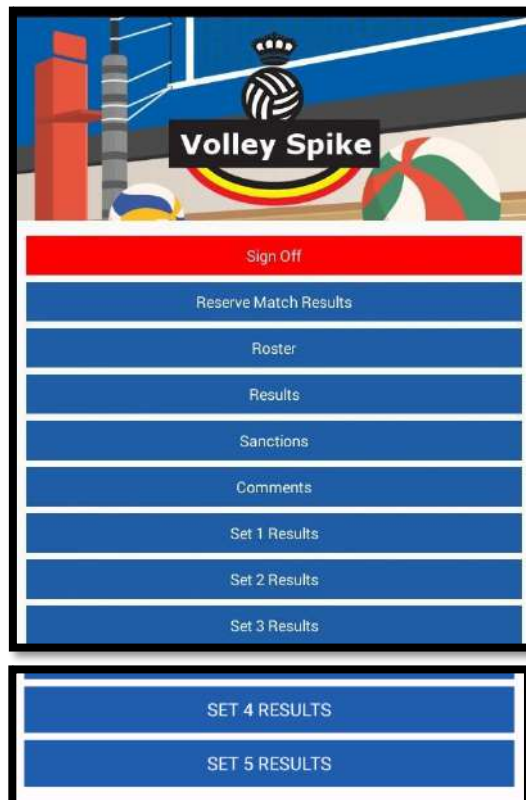 Volley Spike
Sign Off
Reserve Match Results
Roster
Results
Sanctions
Comments
Set 1 Results
Set 2 Results
Set 3 Results
SET 4 RESULTS
SET 5 RESULTS